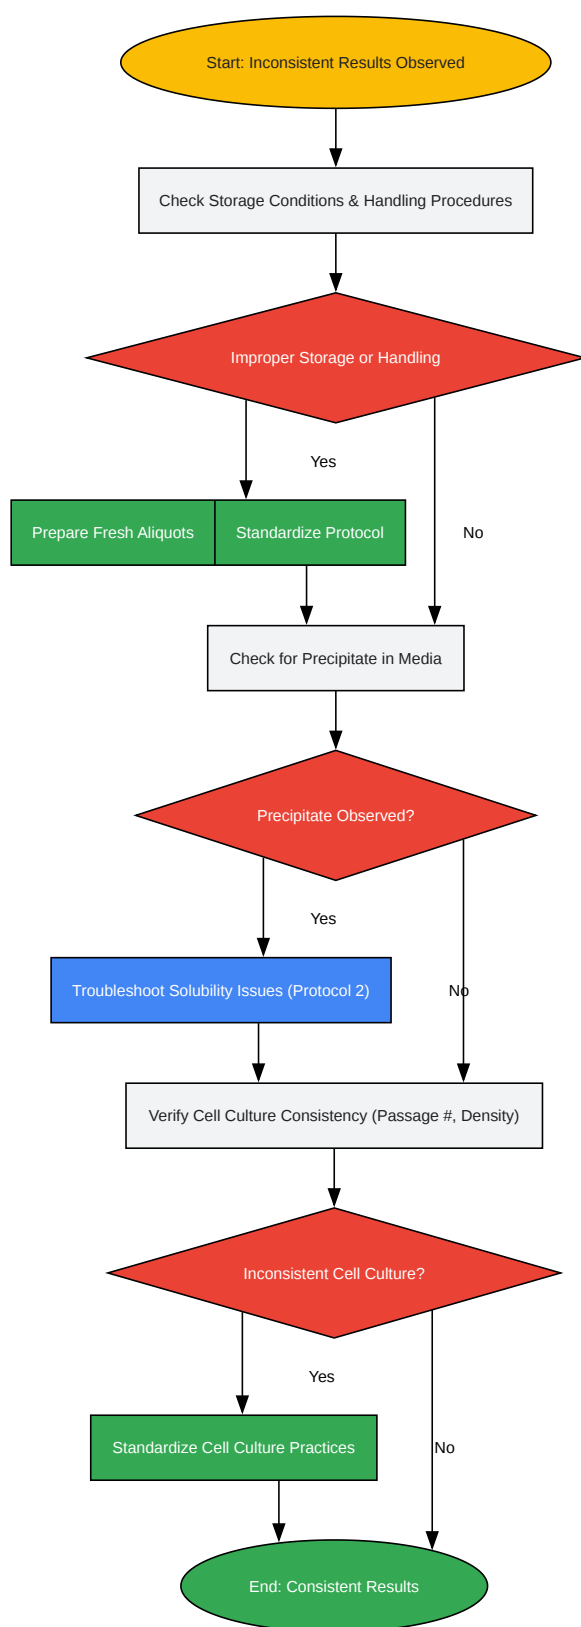 Start: Inconsistent Results Observed
Check Storage Conditions & Handling Procedures
Improper Storage or Handling
Yes
Prepare Fresh Aliquots
Standardize Protocol
No
Check for Precipitate in Media
Precipitate Observed?
Yes
Troubleshoot Solubility Issues (Protocol 2)
No
Verify Cell Culture Consistency (Passage #, Density)
Inconsistent Cell Culture?
Yes
Standardize Cell Culture Practices
No
End: Consistent Results